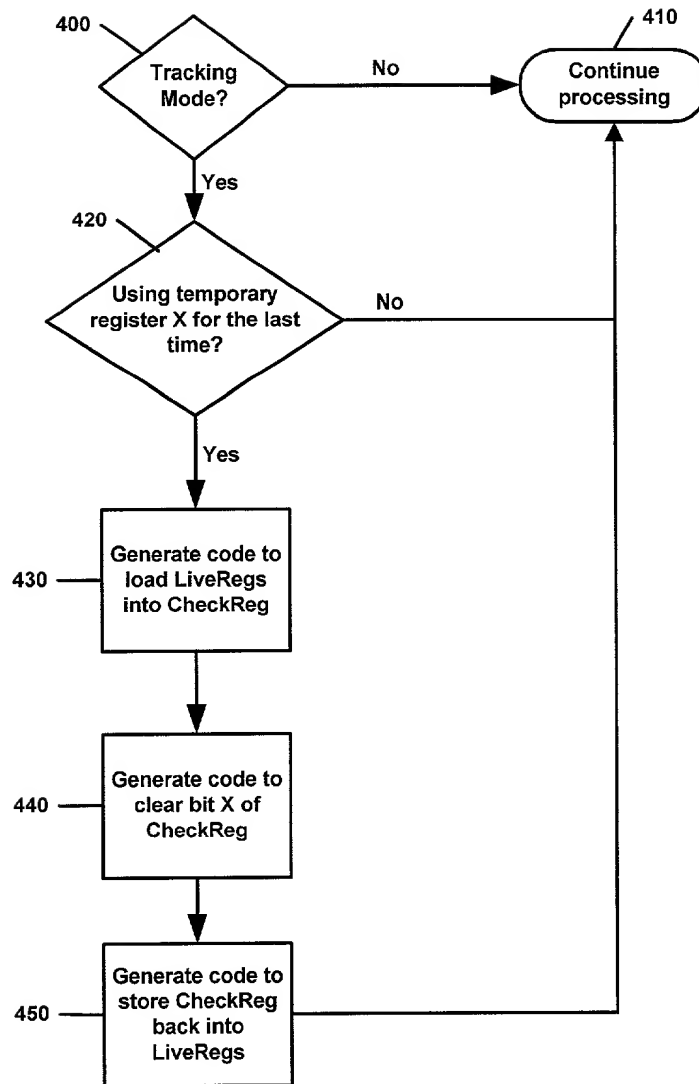 400
Tracking
Mode?
No
410
Continue
processing
Yes
420
Using temporary
register X for the last
time?
No
Yes
430
Generate code to
load LiveRegs
into CheckReg
440
Generate code to
clear bit X of
CheckReg
450
Generate code to
store CheckReg
back into
LiveRegs